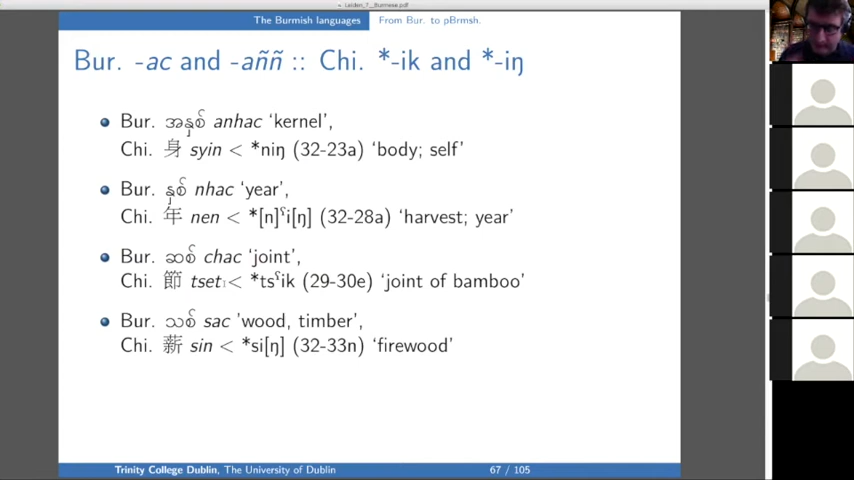 Leiden_7__Burmese.pdf
The Burmish languages From Bur. to pBrmsh.
Bur. -ac and -aññ :: Chi. *-ik and *-iŋ
Bur. အနှစ် anhac ‘kernel’,
Chi. 身 syin < *niŋ (32-23a) ‘body; self’
Bur. နှစ် nhac ‘year’,
Chi. 年 nen < *[n]ˤi[ŋ] (32-28a) ‘harvest; year’
Bur. ဆစ် chac ‘joint’,
Chi. 節 tset < *tsˤik (29-30e) ‘joint of bamboo’
Bur. သစ် sac ‘wood, timber’,
Chi. 薪 sin < *si[ŋ] (32-33n) ‘firewood’
Trinity College Dublin, The University of Dublin 67 / 105